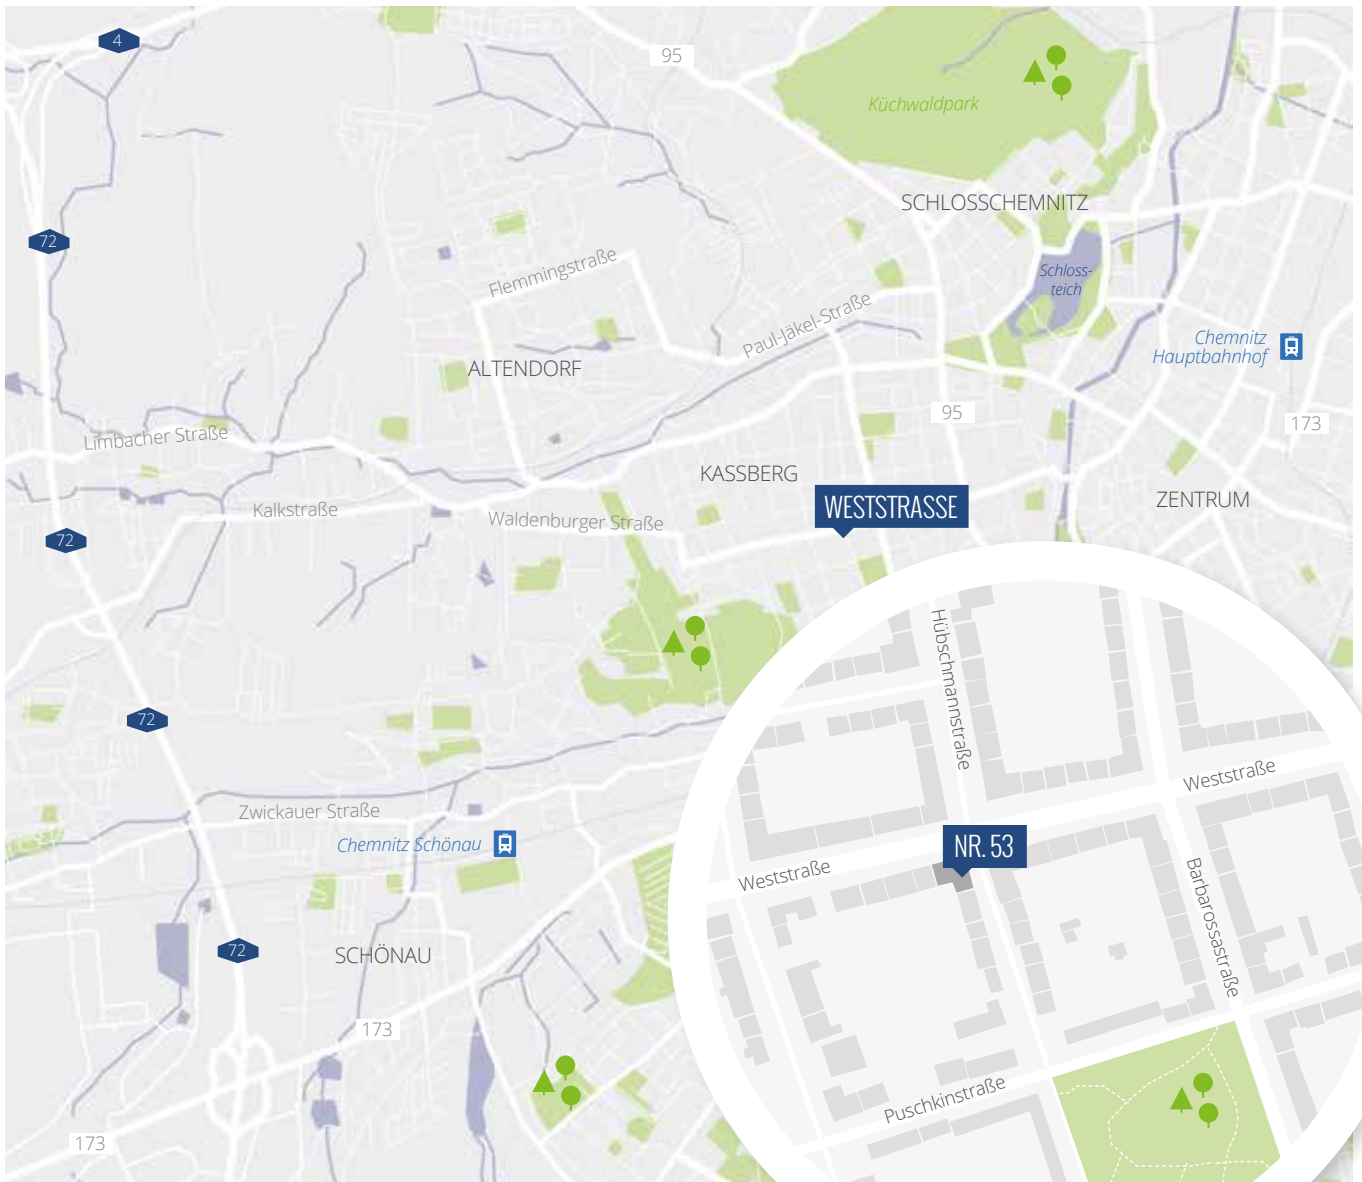 4
95
Küchwaldpark
SCHLOSSCHEMNITZ
72
Flemmingstraße
Schloss-
teich
Paul-Jäkel-Straße
Chemnitz
Hauptbahnhof
ALTENDORF
95
173
Limbacher Straße
KASSBERG
ZENTRUM
WESTSTRASSE
Kalkstraße
Waldenburger Straße
72
Hübschmannstraße
72
Weststraße
Zwickauer Straße
Chemnitz Schönau
NR. 53
Weststraße
Barbarossastraße
72
SCHÖNAU
173
Puschkinstraße
173